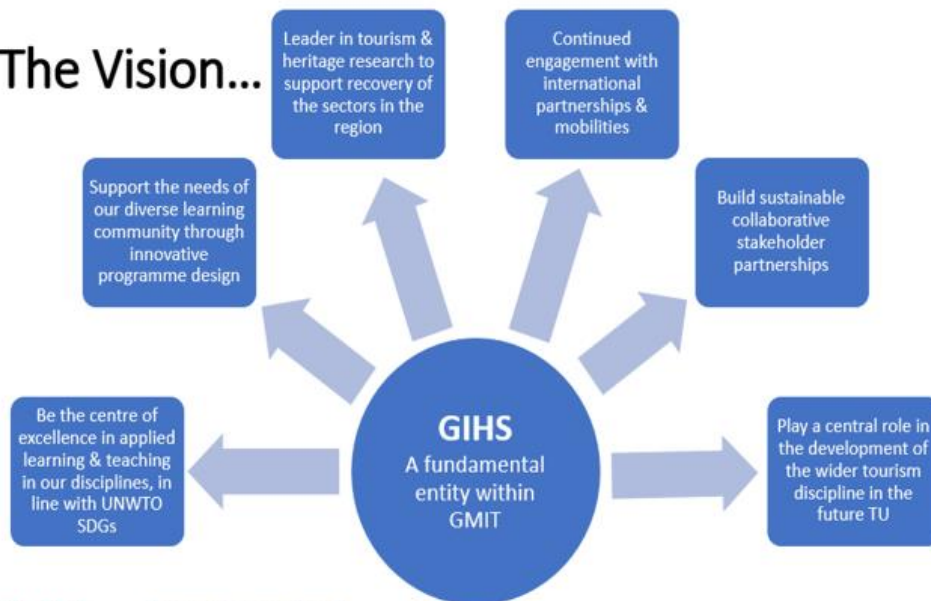 The Vision...
Leader in tourism &
heritage research to
support recovery of
the sectors in the
region
Continued
engagement with
international
partnerships &
mobilities
Support the needs of
our diverse learning
community through
innovative
programme design
Build sustainable
collaborative
stakeholder
partnerships
Be the centre of
excellence in applied
learning & teaching
in our disciplines, in
line with UNWTO
SDGs
GIHS
A fundamental
entity within
GMIT
Play a central role in
the development of
the wider tourism
discipline in the
future TU